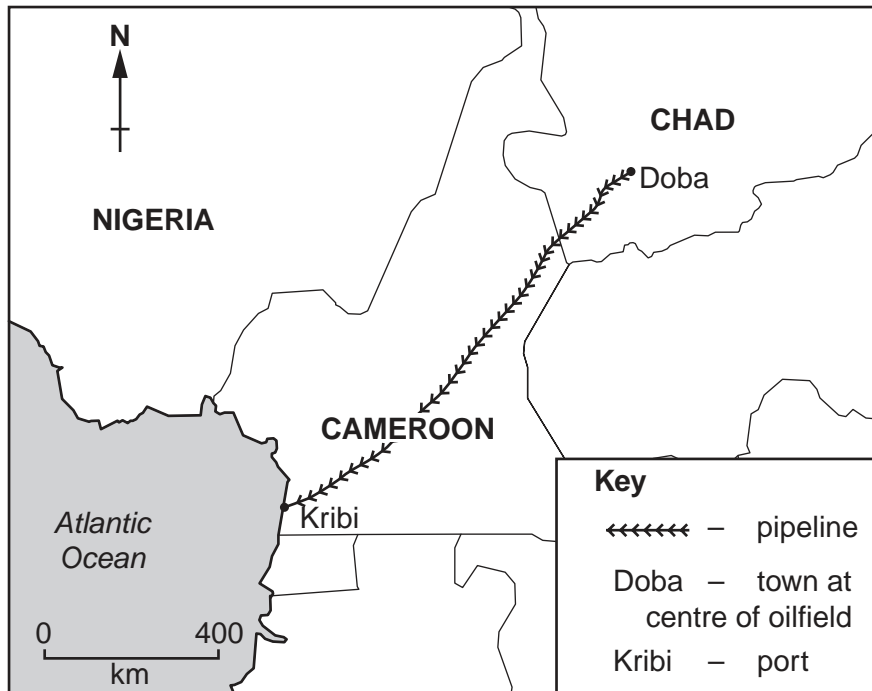 N
CHAD
Doba
NIGERIA
CAMEROON
Kribi
Atlantic
Ocean
0 400
km
Key
– pipeline
Doba – town at
centre of oilfield
Kribi – port